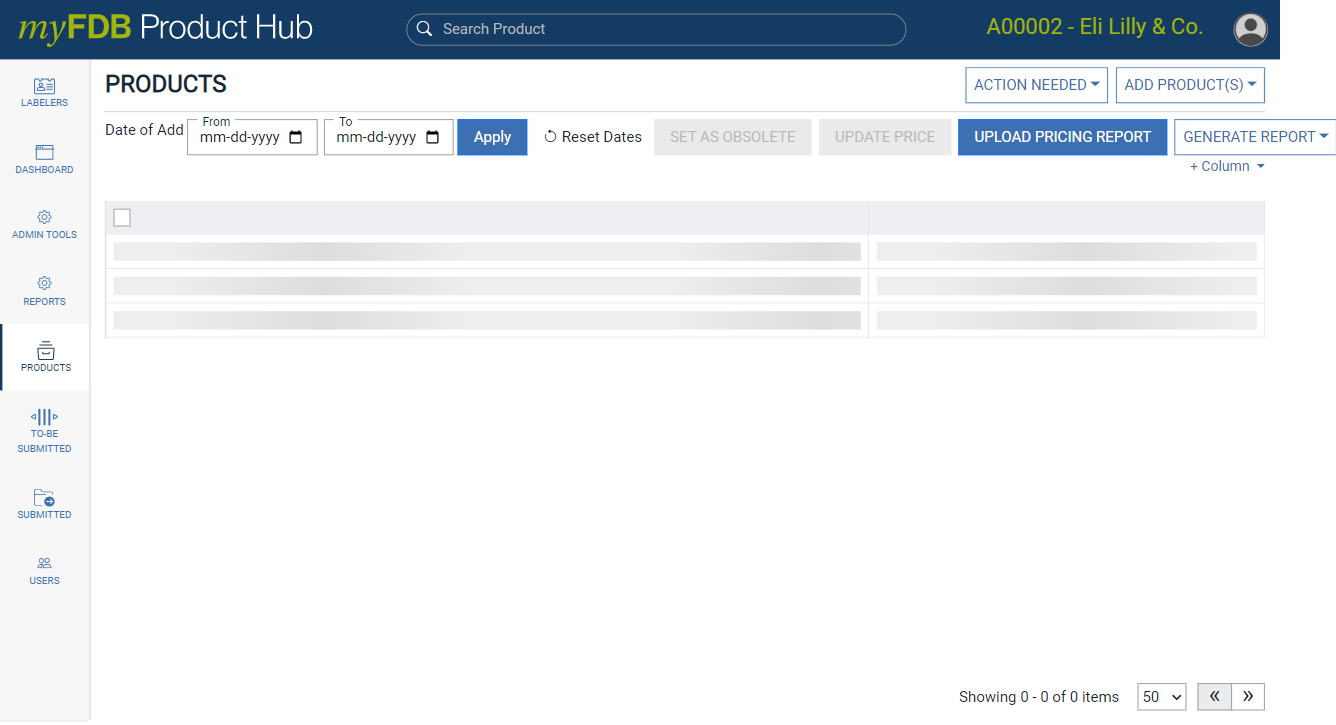 myFDB Product Hub
Search Product
A00002 - Eli Lilly & Co.
LABELERS
DASHBOARD
ADMIN TOOLS
REPORTS
PRODUCTS
TO-BE
SUBMITTED
SUBMITTED
USERS
PRODUCTS
ACTION NEEDED
ADD PRODUCT(S)
Date of Add
From
mm-dd-yyyy
To
mm-dd-yyyy
Apply
Reset Dates
SET AS OBSOLETE
UPDATE PRICE
UPLOAD PRICING REPORT
GENERATE REPORT
+ Column
Showing 0 - 0 of 0 items
50
«
»